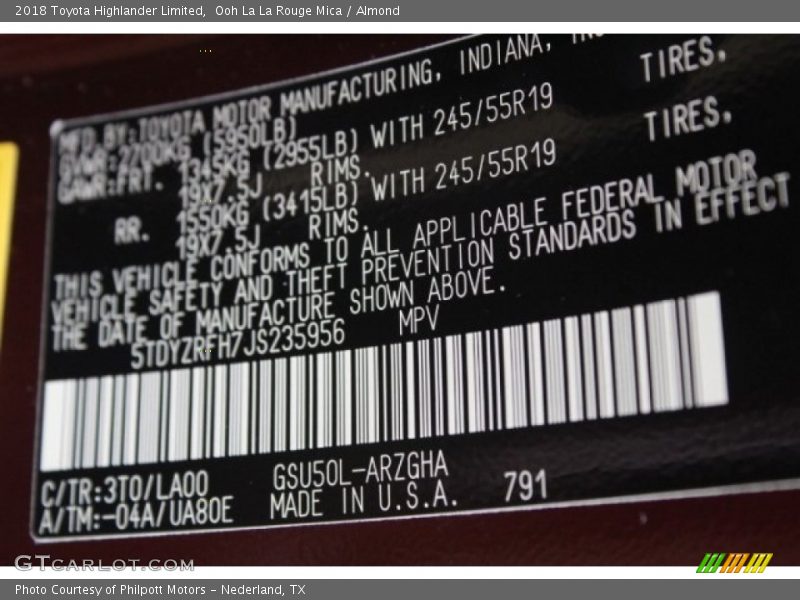 2018 Toyota Highlander Limited,  Ooh La La Rouge Mica / Almond
MFD BY:TOYOTA MOTOR MANUFACTURING, INDIANA,
GVWR:2700KG (5950LB)
GAWR:FRT. 1345KG (2955LB) WITH 245/55R19 TIRES,
19X7.5J RIMS.
RR. 1550KG (3415LB) WITH 245/55R19 TIRES,
19X7.5J RIMS.
THIS VEHICLE CONFORMS TO ALL APPLICABLE FEDERAL MOTOR
VEHICLE SAFETY AND THEFT PREVENTION STANDARDS IN EFFECT
THE DATE OF MANUFACTURE SHOWN ABOVE.
5TDYZRFH7JS235956 MPV
C/TR:3T0/LA00 GSU50L-ARZGHA
A/TM:-04A/UA80E MADE IN U.S.A. 791
GTCARLOT.COM
Photo Courtesy of Philpott Motors - Nederland, TX